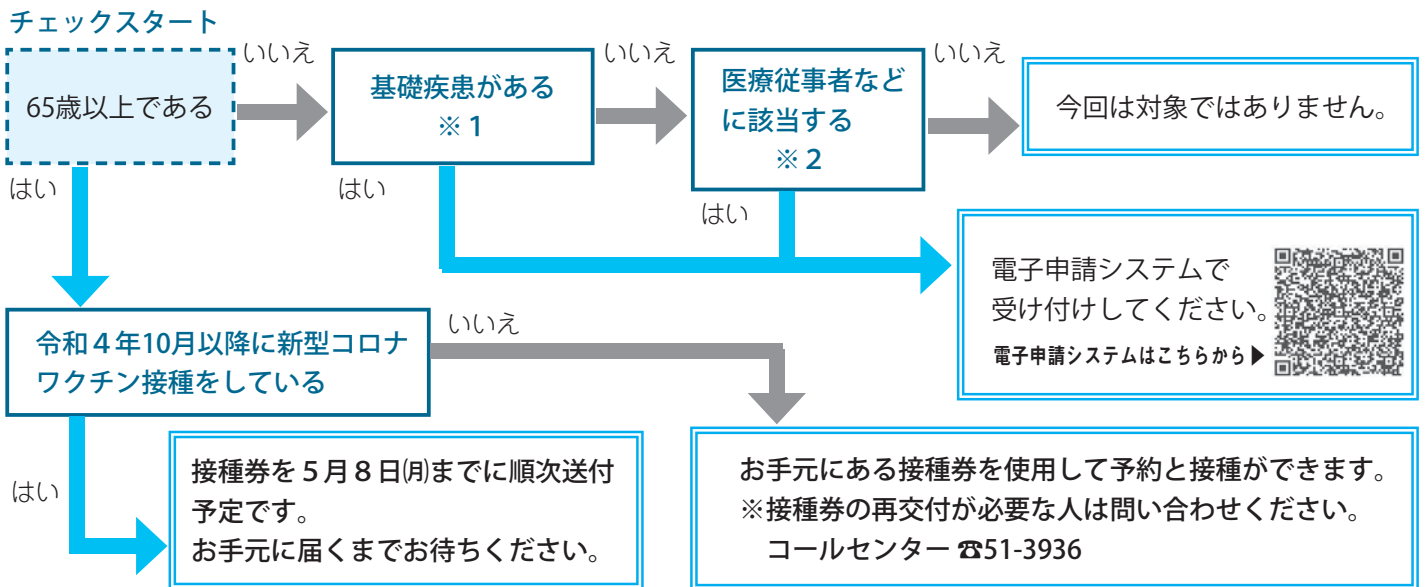 チェックスタート
65歳以上である
いいえ
基礎疾患がある
※1
いいえ
医療従事者など
に該当する
※2
いいえ
今回は対象ではありません。
はい
はい
はい
電子申請システムで
受け付けしてください。
電子申請システムはこちらから▶
令和4年10月以降に新型コロナ
ワクチン接種をしている
いいえ
はい
接種券を5月8日㈪までに順次送付
予定です。
お手元に届くまでお待ちください。
お手元にある接種券を使用して予約と接種ができます。
※接種券の再交付が必要な人は問い合わせください。
コールセンター ☎51-3936